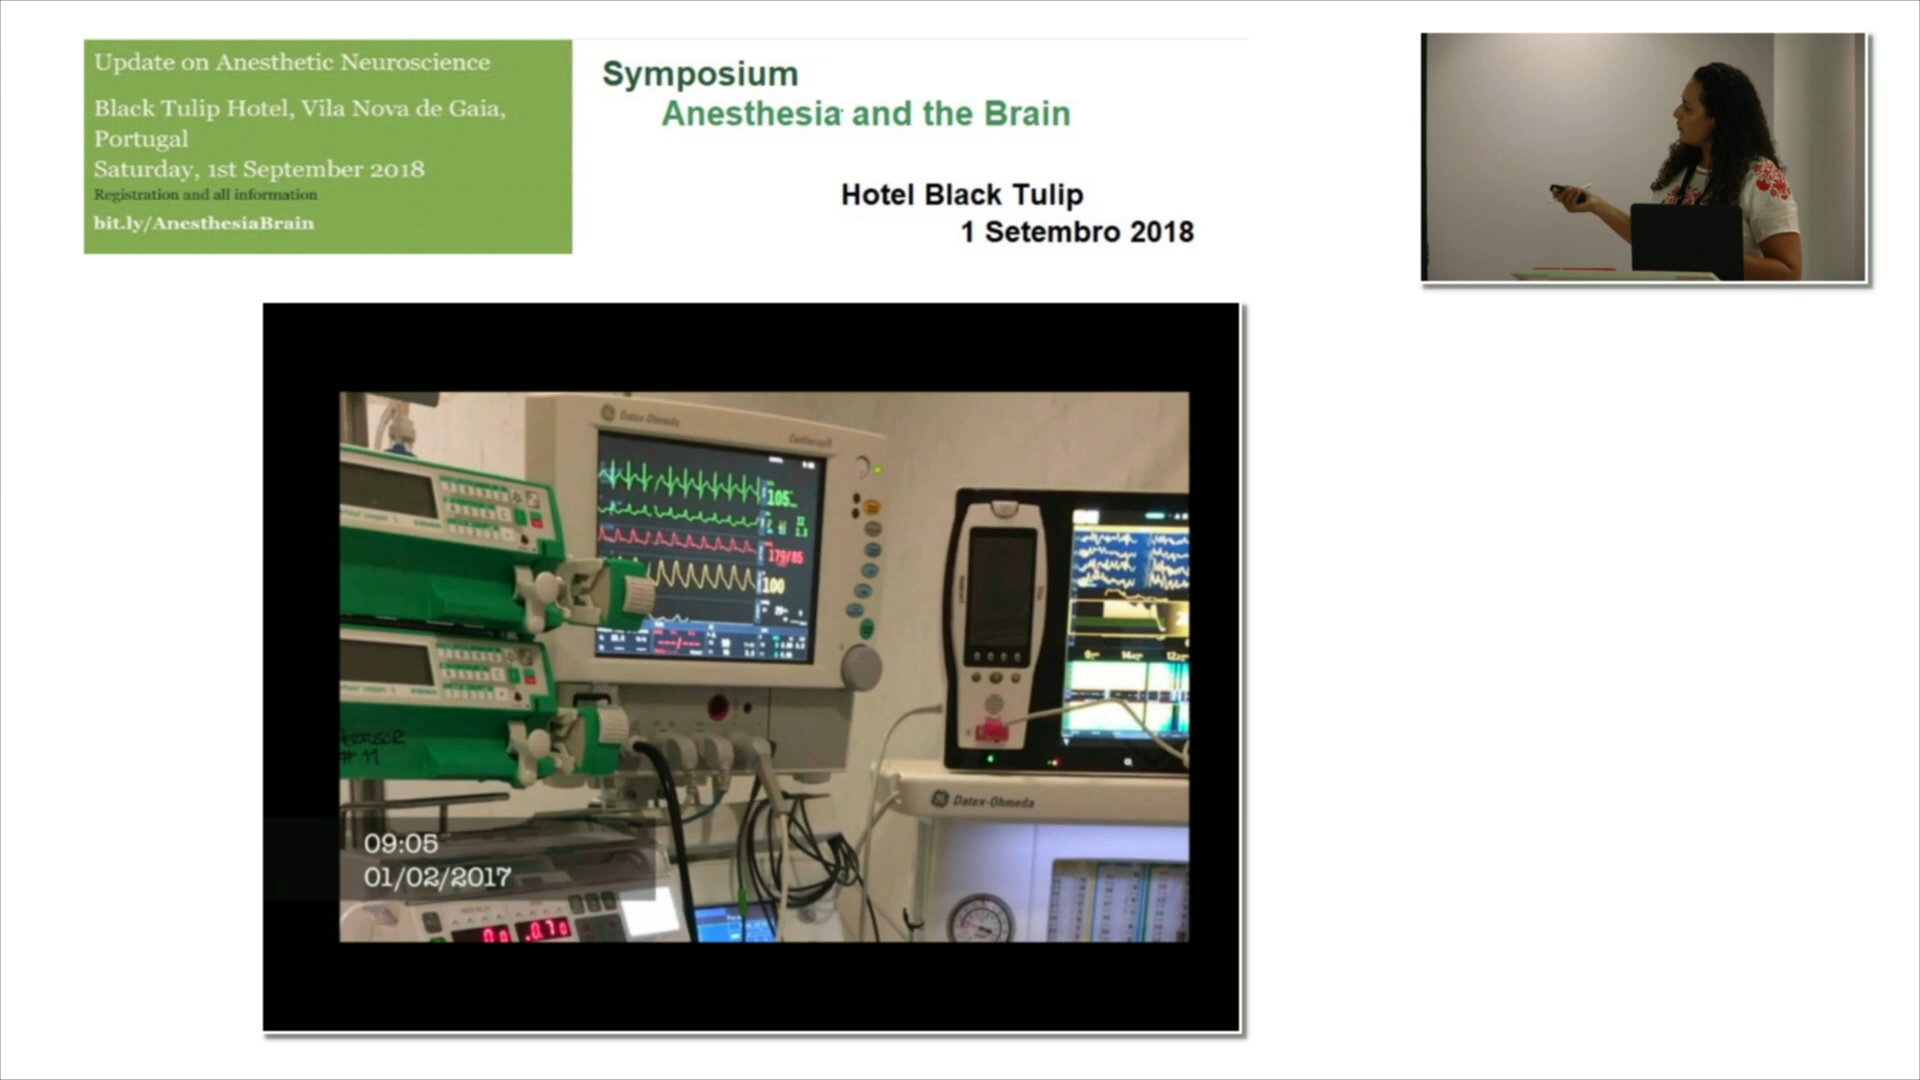 Update on Anesthetic Neuroscience
Black Tulip Hotel, Vila Nova de Gaia,
Portugal
Saturday, 1st September 2018
Registration and all information
bit.ly/AnesthesiaBrain
Symposium
Anesthesia and the Brain
Hotel Black Tulip
1 Setembro 2018
Datex-Ohmeda
105
179/85
100
Datex-Ohmeda
# 11
09:05
01/02/2017